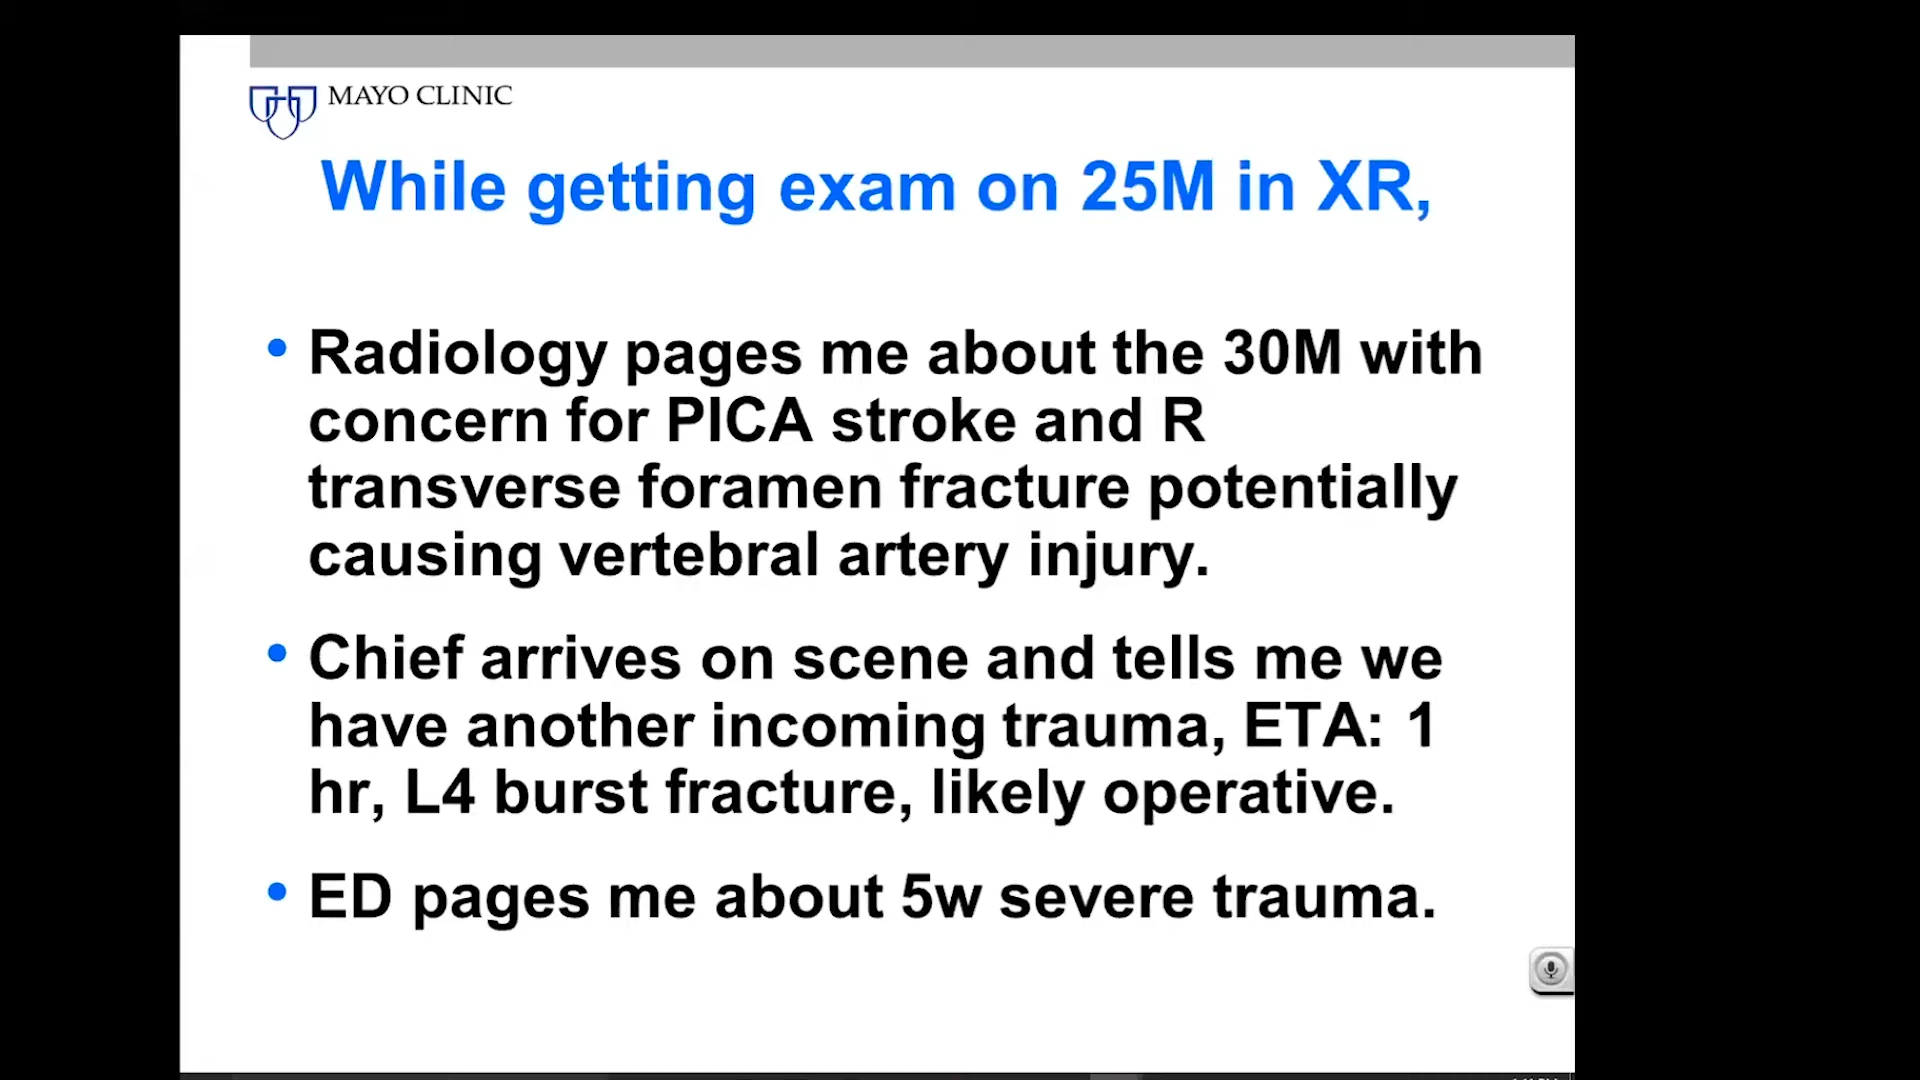 MAYO CLINIC
While getting exam on 25M in XR,
• Radiology pages me about the 30M with
concern for PICA stroke and R
transverse foramen fracture potentially
causing vertebral artery injury.
• Chief arrives on scene and tells me we
have another incoming trauma, ETA: 1
hr, L4 burst fracture, likely operative.
• ED pages me about 5w severe trauma.